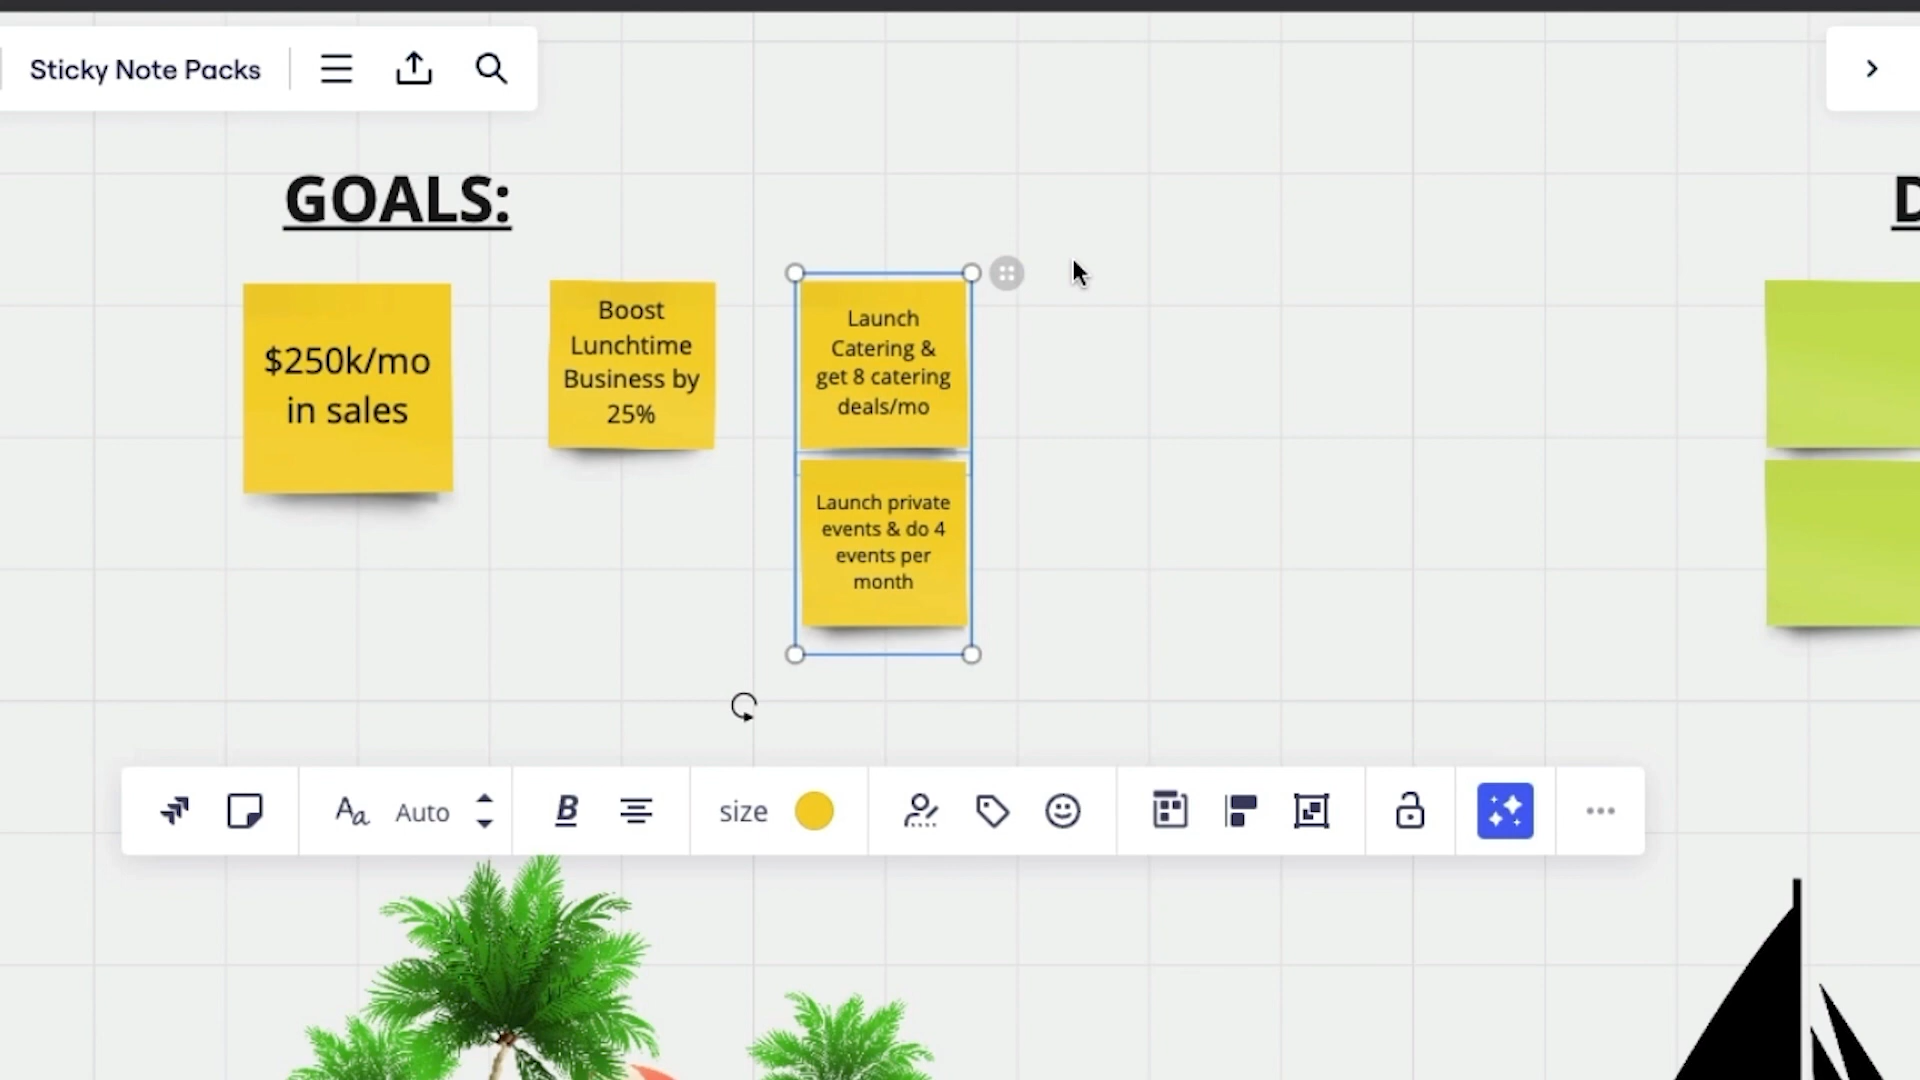 Sticky Note Packs
GOALS:
$250k/mo
in sales
Boost
Lunchtime
Business by
25%
Launch
Catering &
get 8 catering
deals/mo
Launch private
events & do 4
events per
month
Aa Auto B size